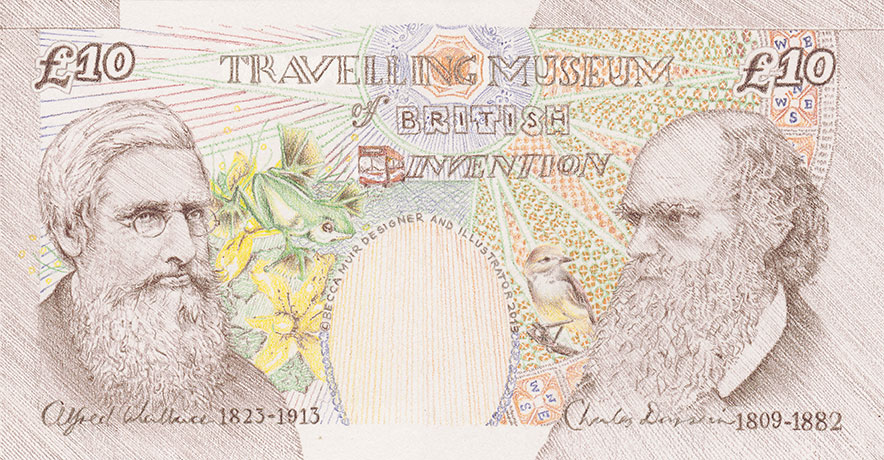 £10
TRAVELLING MUSEUM
£10
of BRITISH
INVENTION
©BECCA MUIR DESIGNER AND ILLUSTRATOR
Alfred Wallace 1823-1913
Charles Darwin 1809-1882
W E
N
W S
S
W
S W
N E